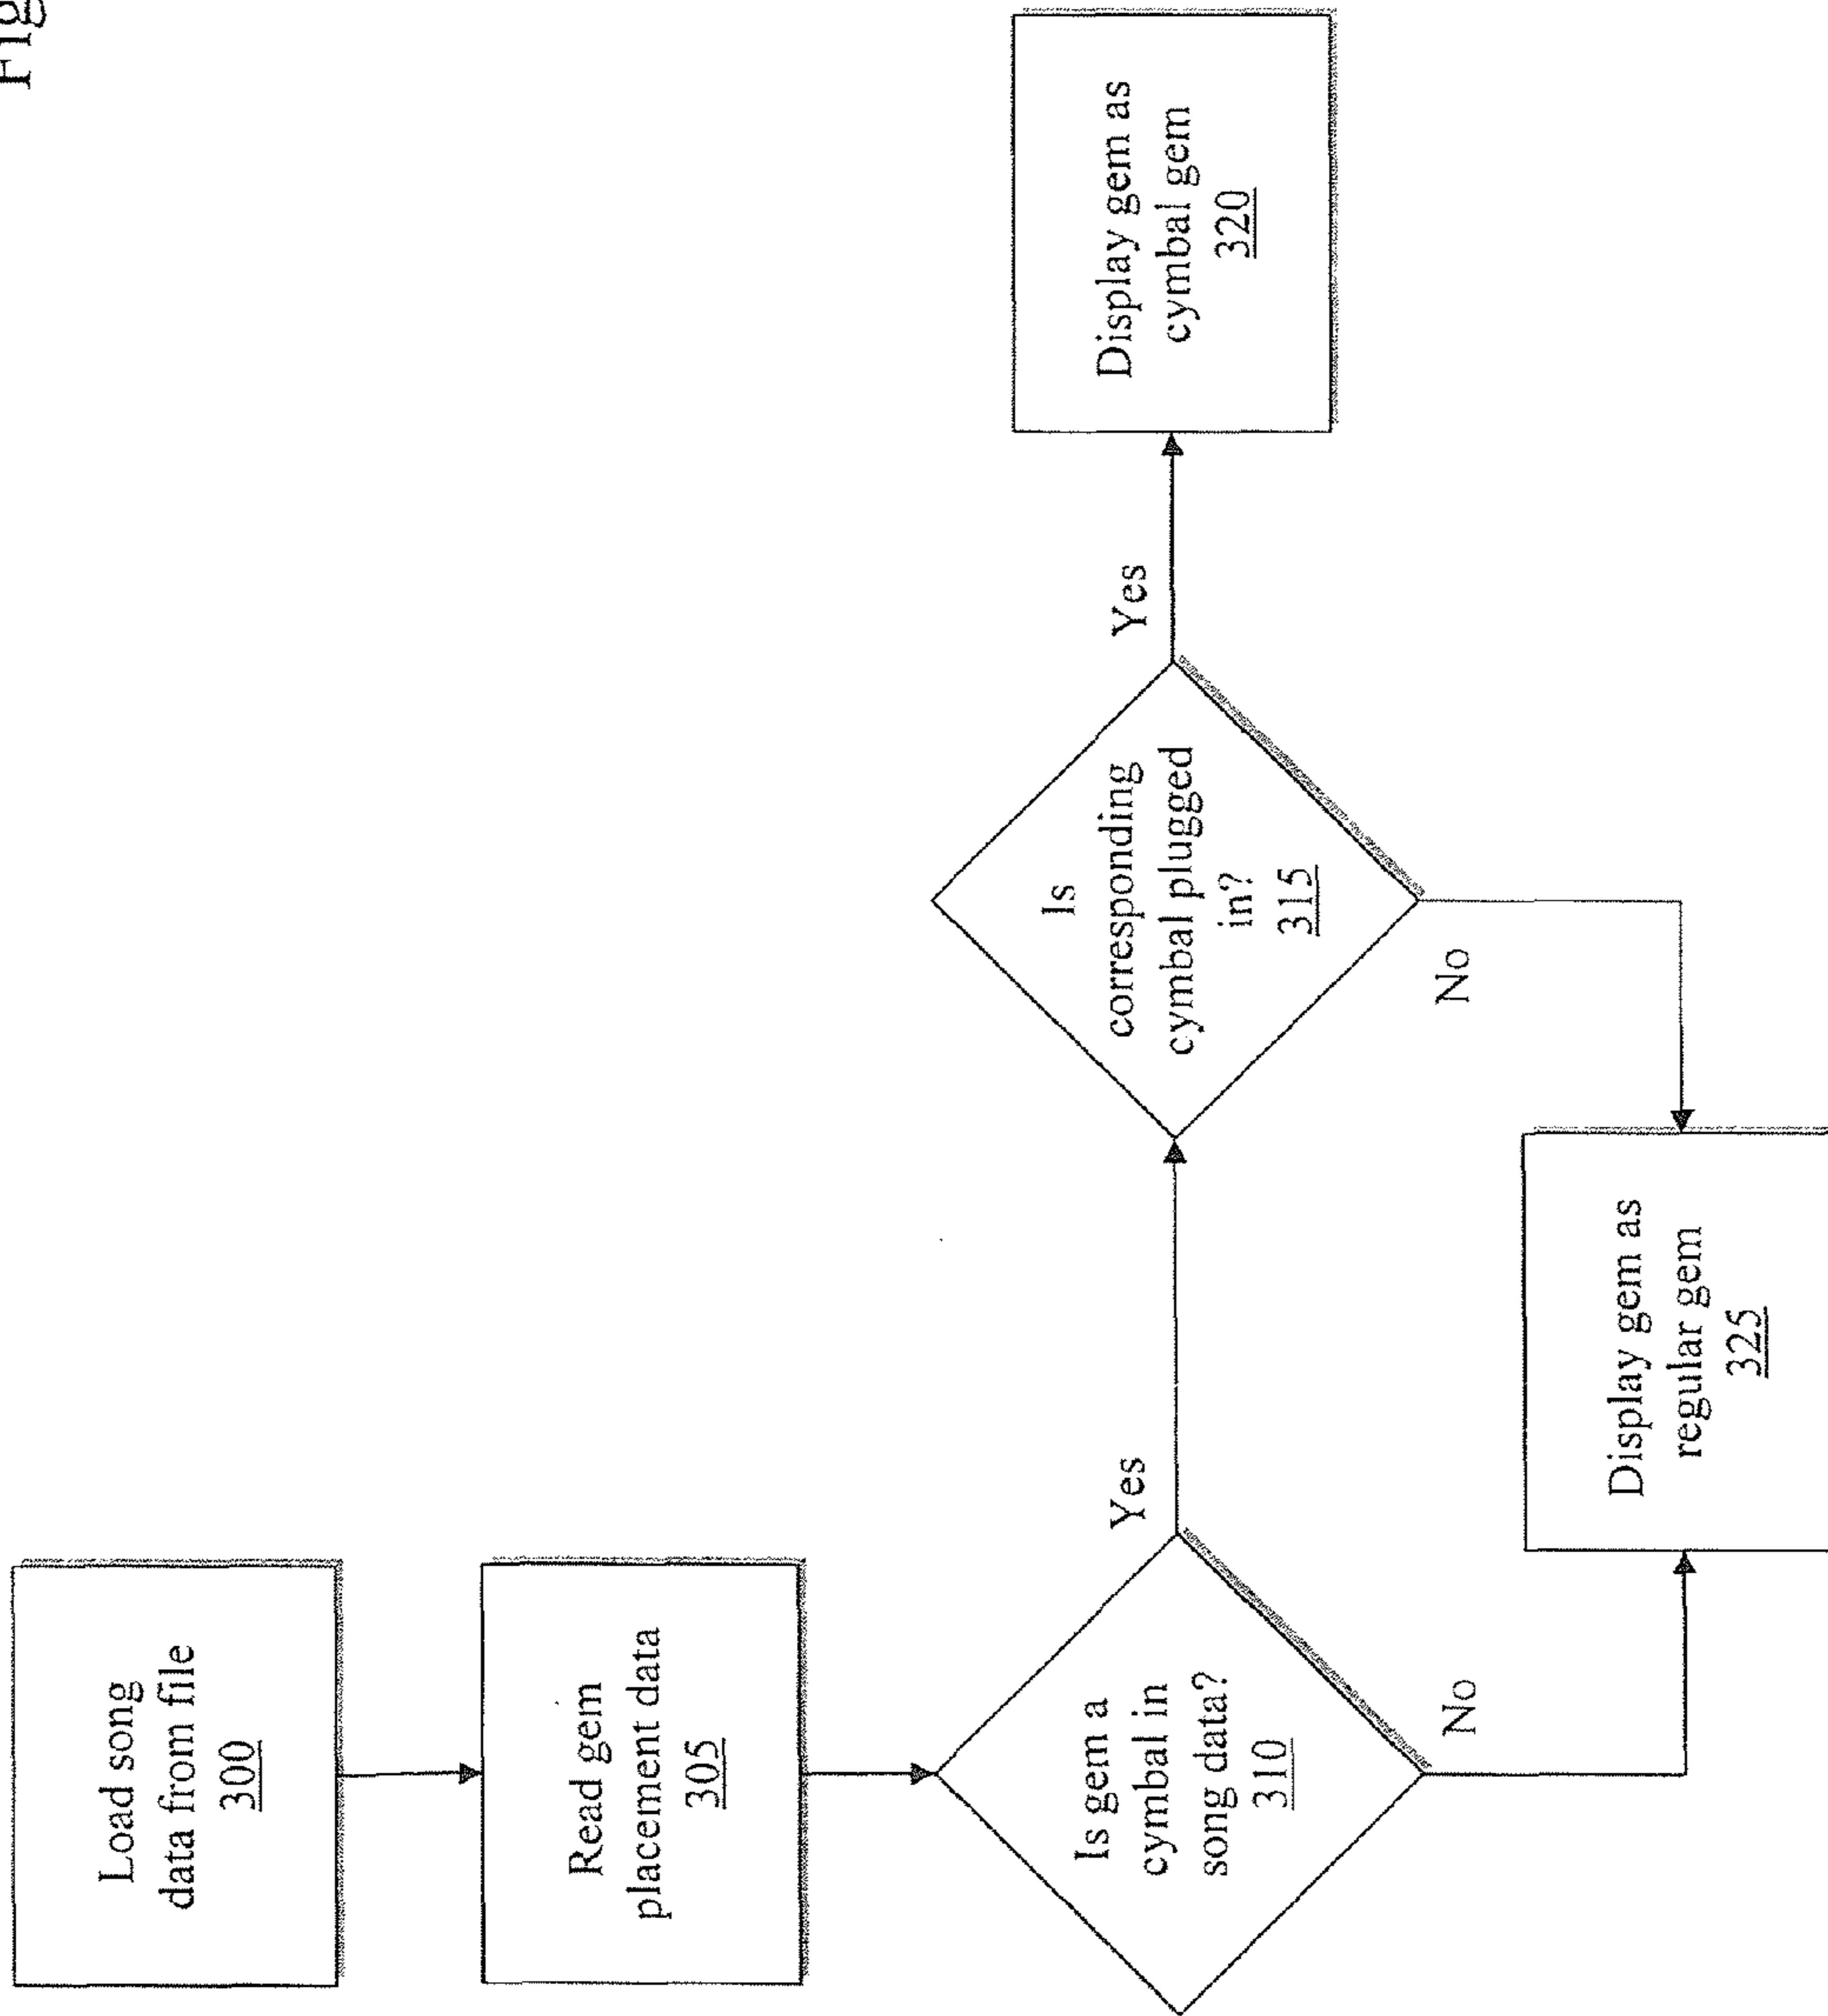 Fig
Load song
data from file
300
Read gem
placement data
305
Is gem a
cymbal in
song data?
310
Yes
No
Is
corresponding
cymbal plugged
in?
315
Yes
No
Display gem as
cymbal gem
320
Display gem as
regular gem
325